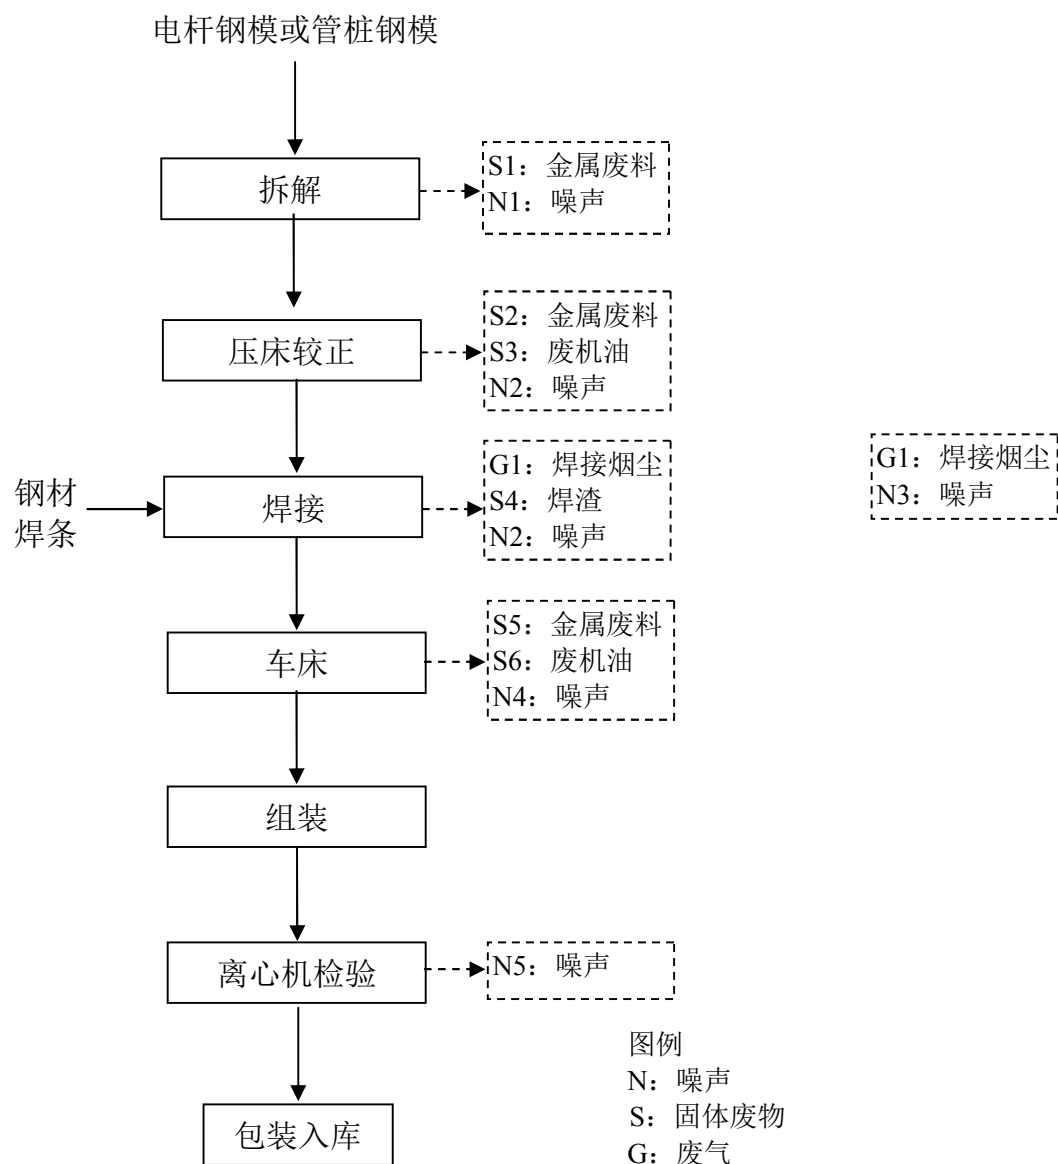 电杆钢模或管桩钢模
拆解
S1：金属废料
N1：噪声
压床较正
S2：金属废料
S3：废机油
N2：噪声
钢材
焊条
焊接
G1：焊接烟尘
S4：焊渣
N2：噪声
G1：焊接烟尘
N3：噪声
车床
S5：金属废料
S6：废机油
N4：噪声
组装
离心机检验
N5：噪声
包装入库
图例
N：噪声
S：固体废物
G：废气